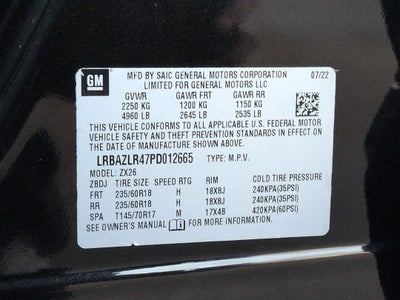 GM
MFD BY SAIC GENERAL MOTORS CORPORATION
LIMITED FOR GENERAL MOTORS LLC
07/22
GVWR GAWR FRT GAWR RR
2250 KG 1200 KG 1150 KG
4960 LB 2645 LB 2535 LB
THIS VEHICLE CONFORMS TO ALL APPLICABLE U.S. FEDERAL MOTOR
VEHICLE SAFETY AND THEFT PREVENTION STANDARDS IN EFFECT ON
THE DATE OF MANUFACTURE SHOWN ABOVE.
LRBAZLR47PD012665 TYPE: M.P.V.
MODEL: ZX26
ZBDJ TIRE SIZE SPEED RTG RIM COLD TIRE PRESSURE
FRT 235/60R18 H 18X8J 240KPA(35PSI)
RR 235/60R18 H 18X8J 240KPA(35PSI)
SPA T145/70R17 M 17X4B 420KPA(60PSI)
SEE OWNER'S MANUAL FOR MORE INFORMATION.